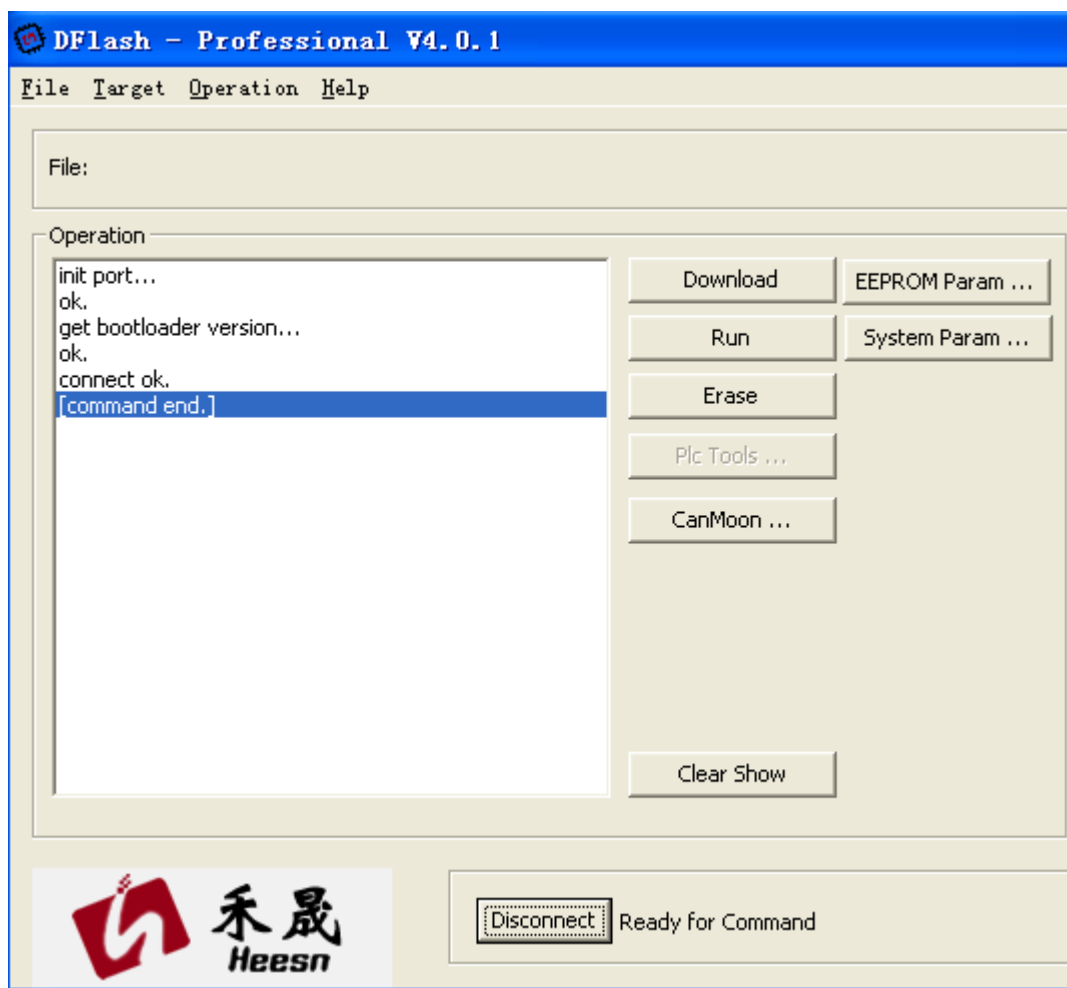 DFlash - Professional V4.0.1
File Target Operation Help
File:
Operation
init port...
ok.
get bootloader version...
ok.
connect ok.
[command end.]
Download
EEPROM Param ...
Run
System Param ...
Erase
Plc Tools ...
CanMoon ...
Clear Show
禾晟
Heesn
Disconnect
Ready for Command